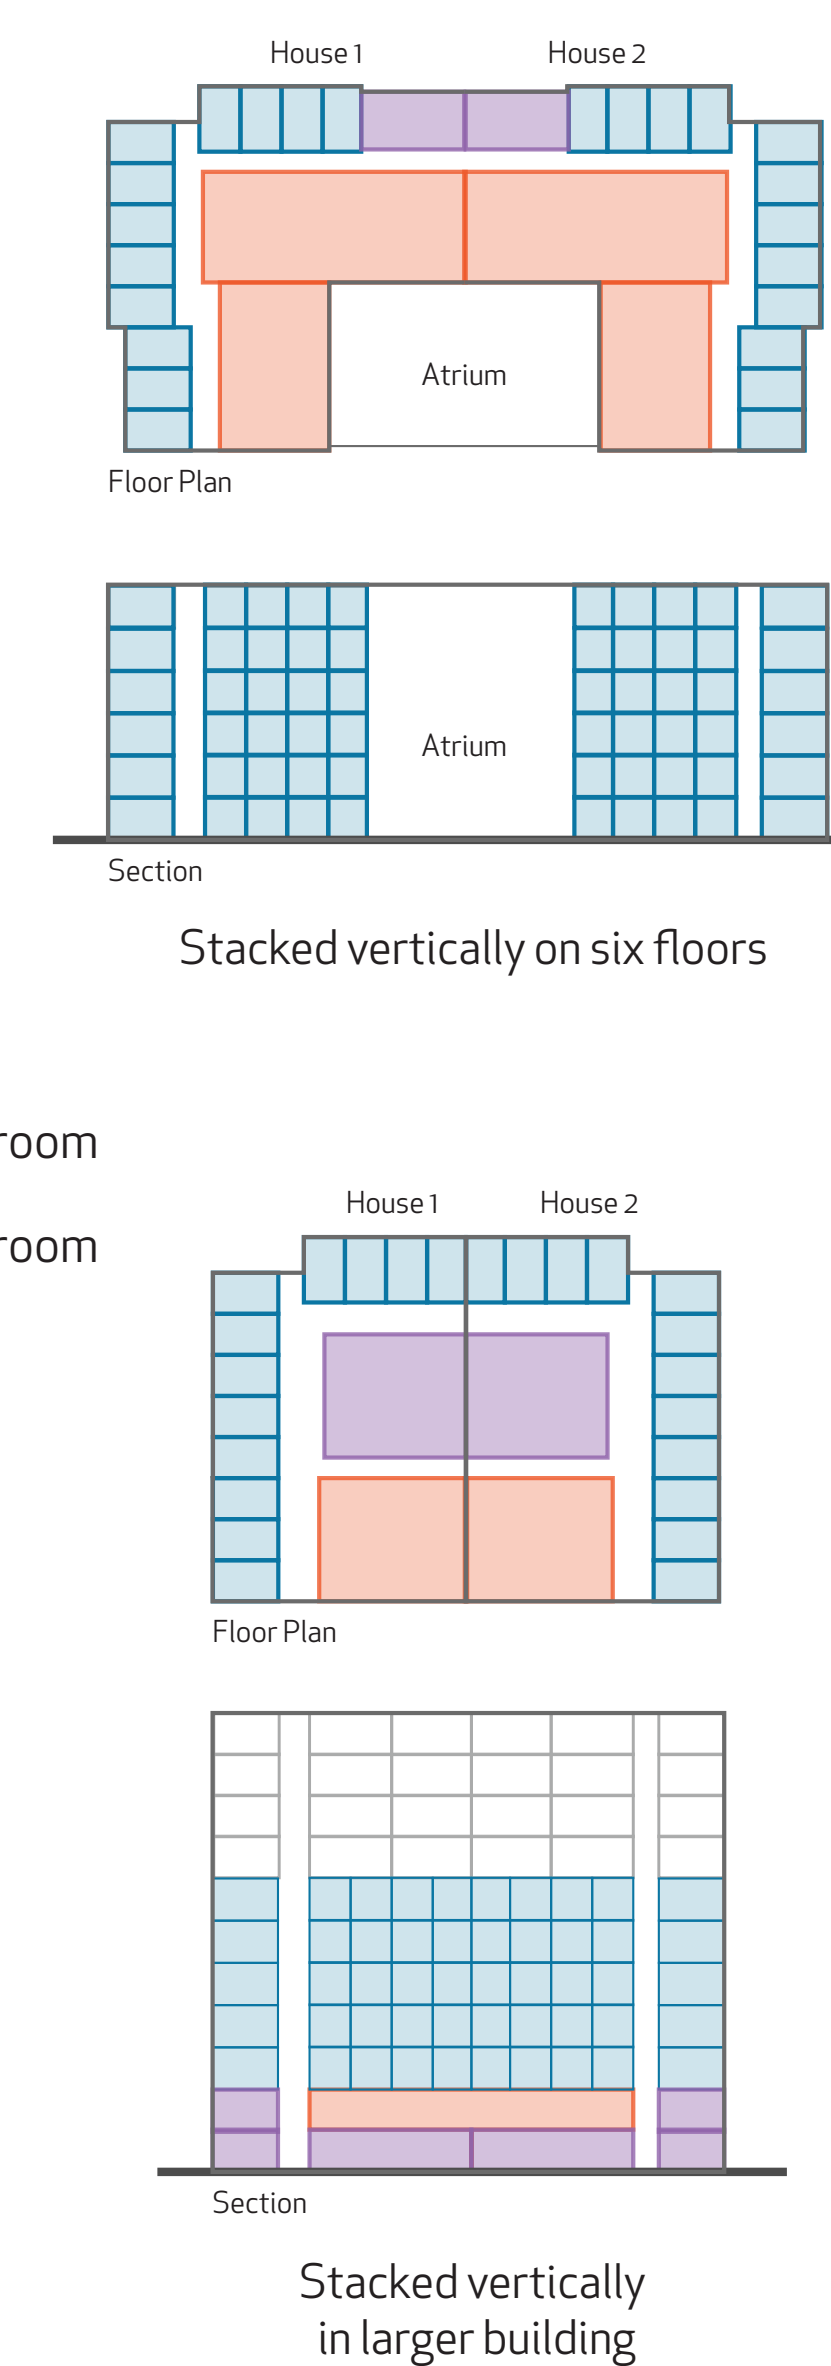 House 1
House 2
Atrium
Floor Plan
Atrium
Section
Stacked vertically on six floors
room
room
House 1
House 2
Floor Plan
Section
Stacked vertically
in larger building